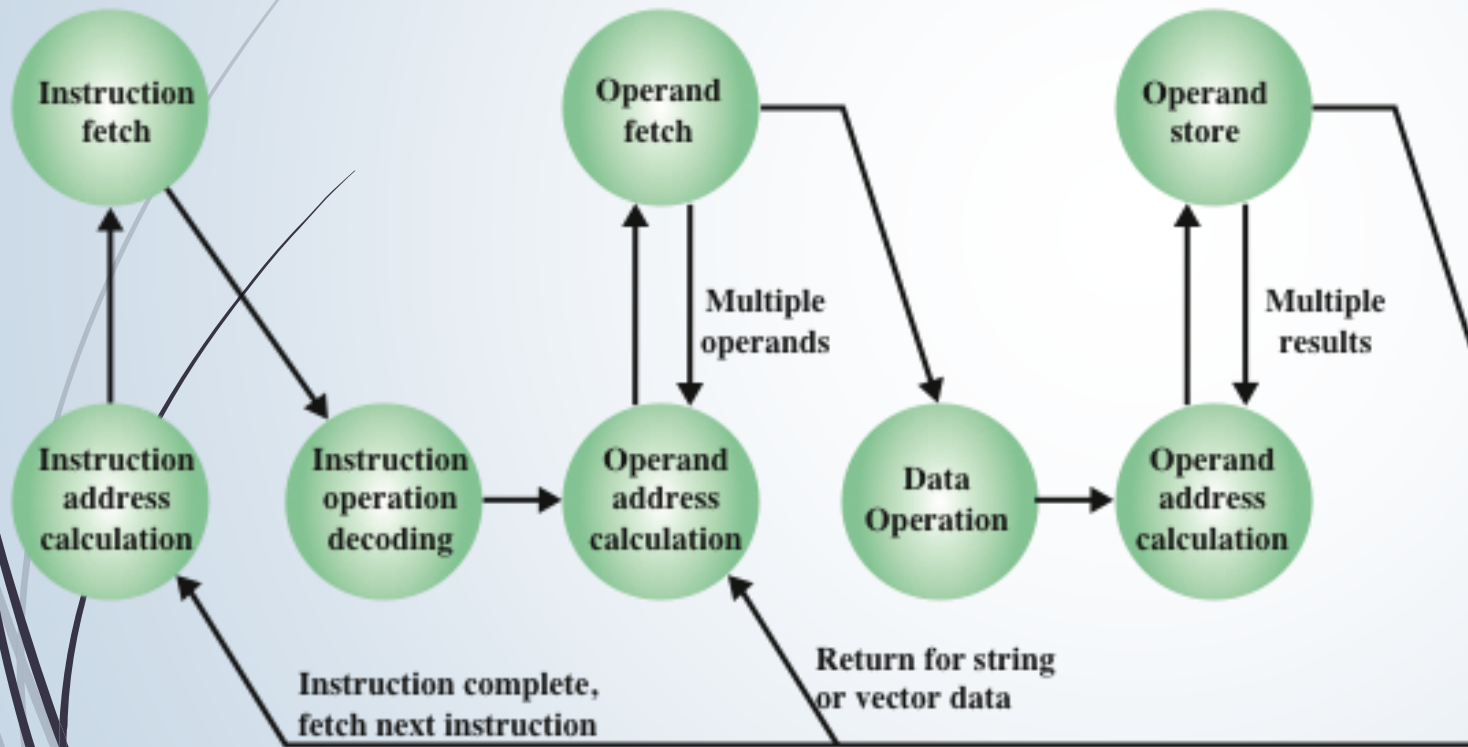 Instruction
fetch
Operand
fetch
Operand
store
Multiple
operands
Multiple
results
Instruction
address
calculation
Instruction
operation
decoding
Operand
address
calculation
Data
Operation
Operand
address
calculation
Instruction complete,
fetch next instruction
Return for string
or vector data